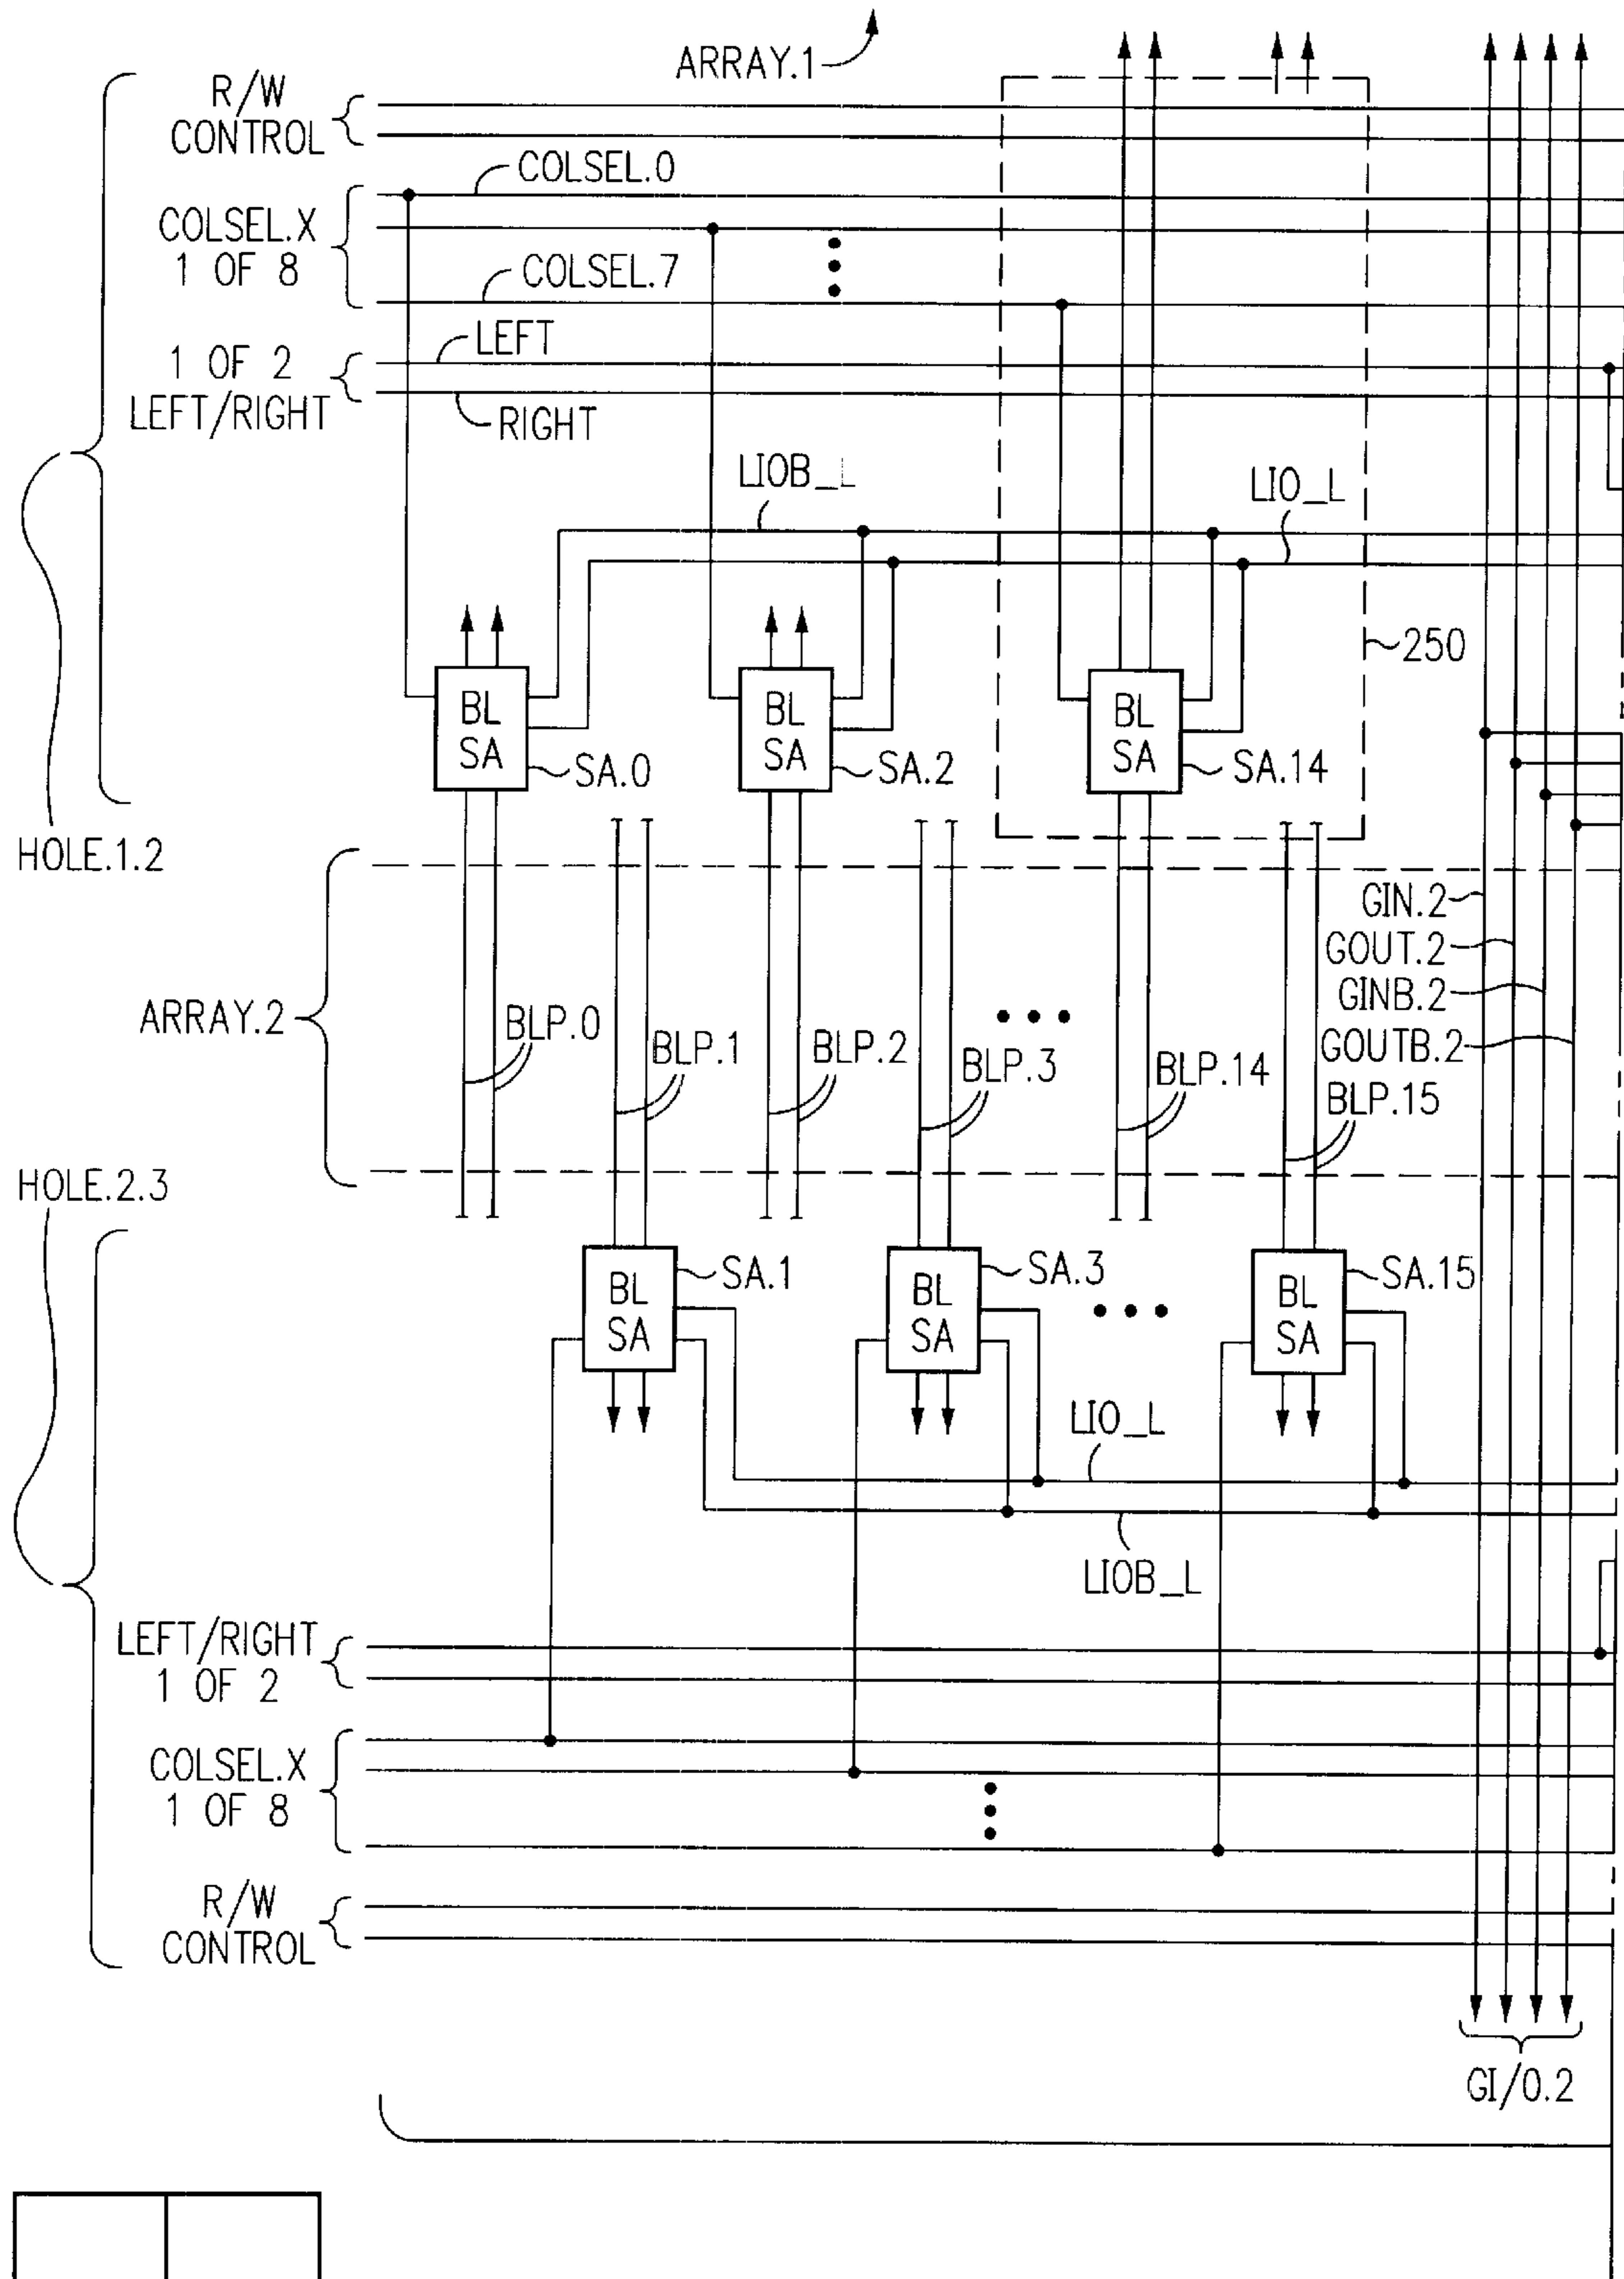 ARRAY.1
R/W
CONTROL
COLSEL.0
COLSEL.X
1 OF 8
COLSEL.7
1 OF 2
LEFT/RIGHT
LEFT
RIGHT
LIOB_L
LIO_L
250
BL
SA
SA.0
BL
SA
SA.2
BL
SA
SA.14
HOLE.1.2
GIN.2
GOUT.2
GINB.2
GOUTB.2
ARRAY.2
BLP.0
BLP.1
BLP.2
BLP.3
BLP.14
BLP.15
HOLE.2.3
BL
SA
SA.1
BL
SA
SA.3
BL
SA
SA.15
LIO_L
LIOB_L
LEFT/RIGHT
1 OF 2
COLSEL.X
1 OF 8
R/W
CONTROL
GI/O.2